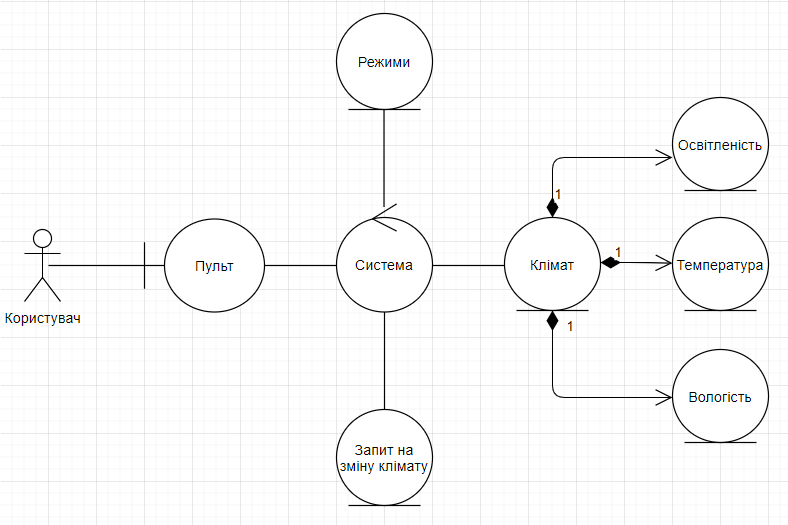 Режими
Освітленість
1
Користувач
Пульт
Система
Клімат
1
Температура
1
Вологість
Запит на
зміну клімату